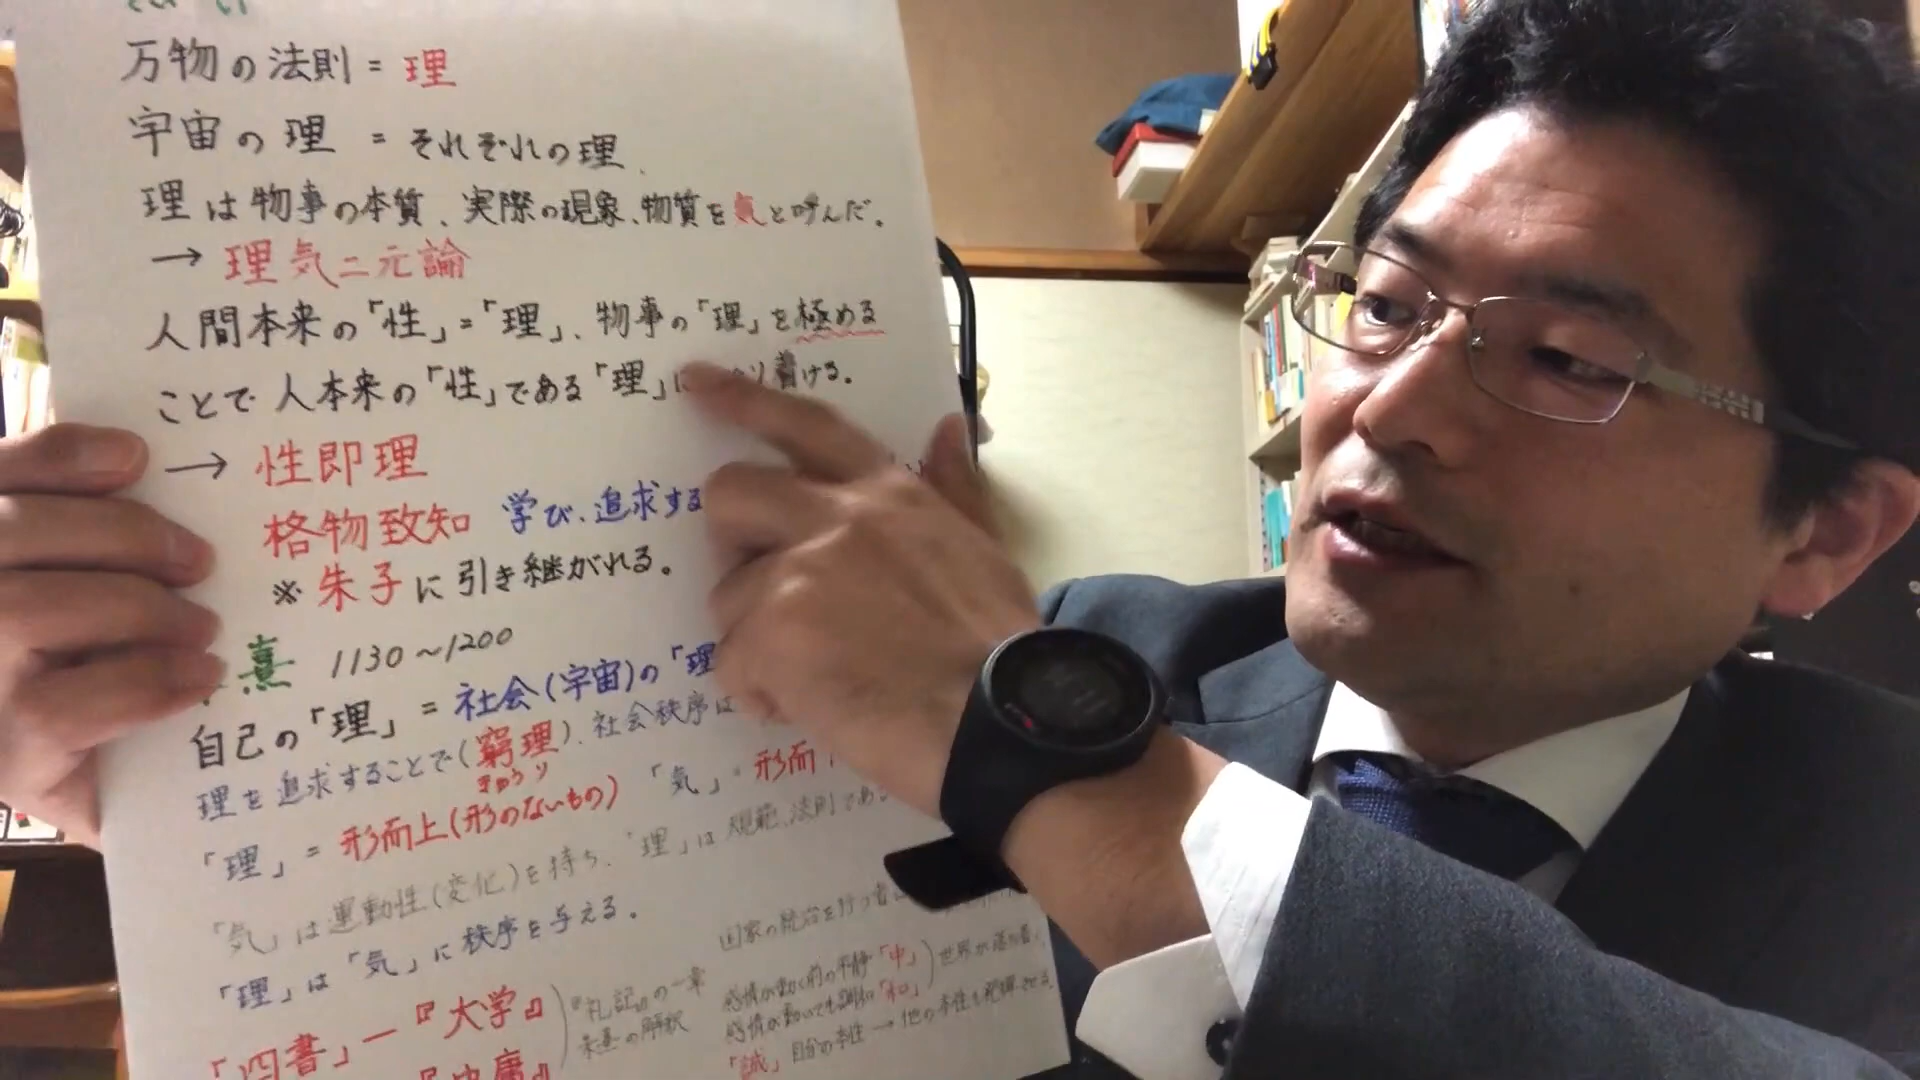 万物の法則=理
宇宙の理 = それぞれの理
理は物事の本質、実際の現象、物質を気と呼んだ。
→ 理気二元論
人間本来の「性」=「理」、物事の「理」を極める
ことで人本来の「性」である「理」に り着ける。
→ 性即理
格物致知 学び、追求する
※ 朱子に引き継がれる。
熹 1130~1200
自己の「理」= 社会(宇宙)の「理
理を追求することで(窮理)、社会秩序は
きゅうり
「理」= 形而上(形のないもの) 「気」= 形而
「気」は運動性(変化)を持ち、「理」は規範、法則である
「理」は「気」に秩序を与える。
「四書」―『大学』
『中庸』
『礼記』の一章
朱熹の解釈
国家の統治を行う者
感情が動く前の平静「中」
感情が動いても調和「和」
世界が落ち着く
「誠」自分の本性 → 他の本性も発揮させる